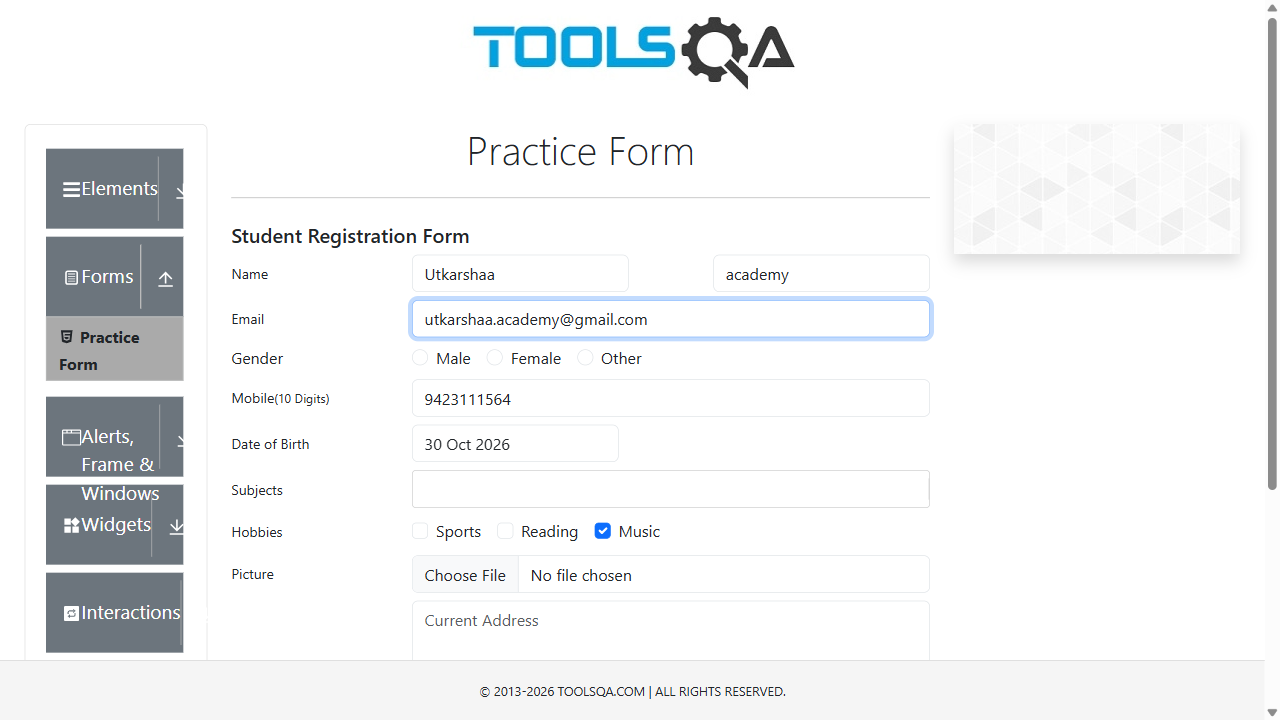 TOOLSQA
Elements
Forms
Practice
Form
Alerts,
Frame &
Windows
Widgets
Interactions
Practice Form
Student Registration Form
Name Utkarshaa academy
Email utkarshaa.academy@gmail.com
Gender Male Female Other
Mobile(10 Digits) 9423111564
Date of Birth 30 Oct 2026
Subjects
Hobbies Sports Reading Music
Picture Choose File No file chosen
Current Address
© 2013-2026 TOOLSQA.COM | ALL RIGHTS RESERVED.